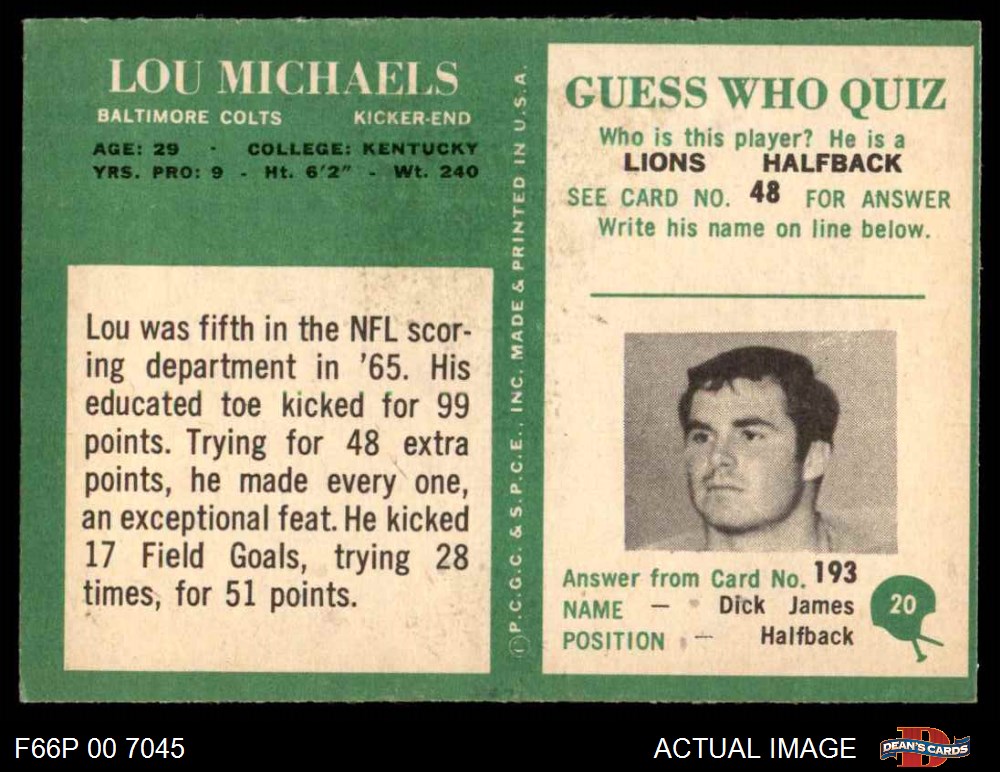 LOU MICHAELS
BALTIMORE COLTS KICKER-END
AGE: 29 · COLLEGE: KENTUCKY
YRS. PRO: 9 - Ht. 6'2" - Wt. 240
Lou was fifth in the NFL scor-
ing department in '65. His
educated toe kicked for 99
points. Trying for 48 extra
points, he made every one,
an exceptional feat. He kicked
17 Field Goals, trying 28
times, for 51 points.
©P.C.G.C. & S.P.C.E., INC. MADE & PRINTED IN U.S.A.
GUESS WHO QUIZ
Who is this player? He is a
LIONS HALFBACK
SEE CARD NO. 48 FOR ANSWER
Write his name on line below.
Answer from Card No. 193
NAME — Dick James
POSITION — Halfback
20
F66P 00 7045
ACTUAL IMAGE
DEAN'S CARDS